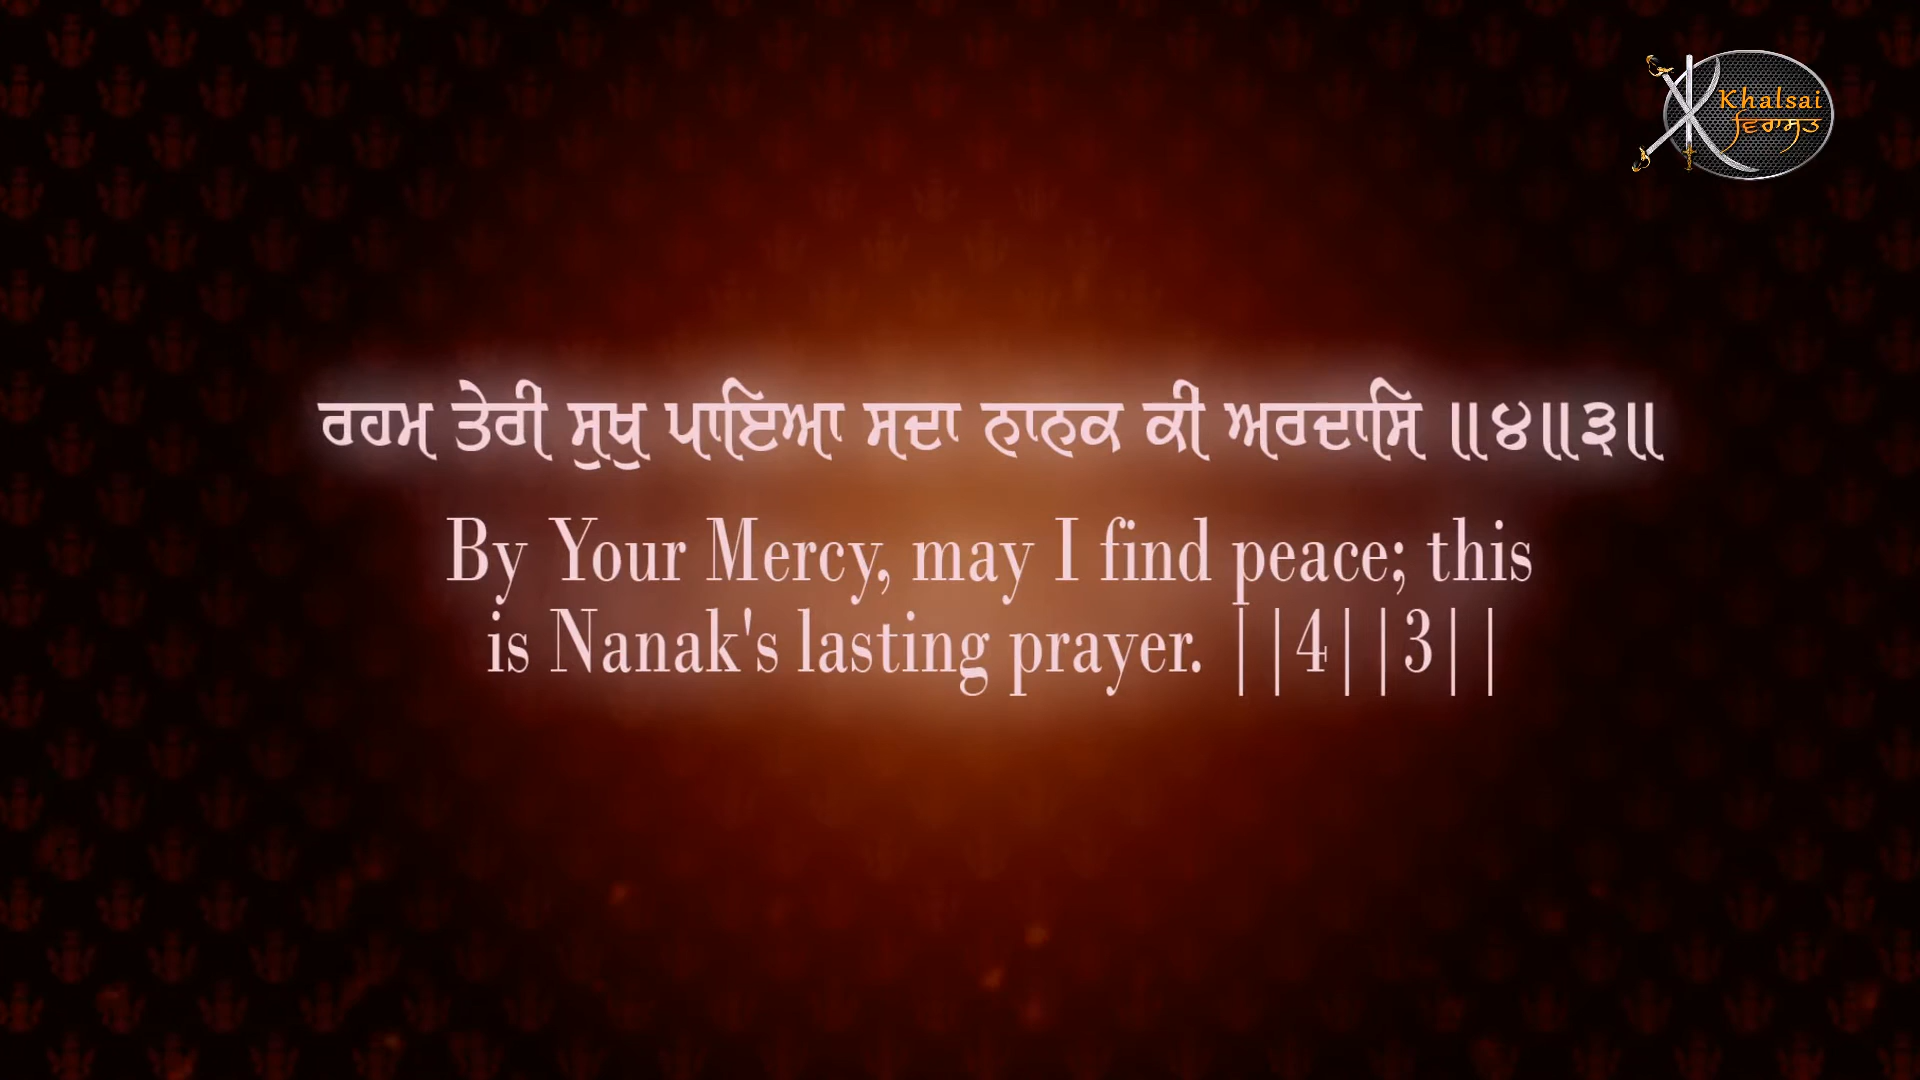 Khalsai
ਵਿਰਾਸਤ
ਰਹਮ ਤੇਰੀ ਸੁਖੁ ਪਾਇਆ ਸਦਾ ਨਾਨਕ ਕੀ ਅਰਦਾਸਿ ॥੪॥੩॥
By Your Mercy, may I find peace; this
is Nanak's lasting prayer. ||4||3||